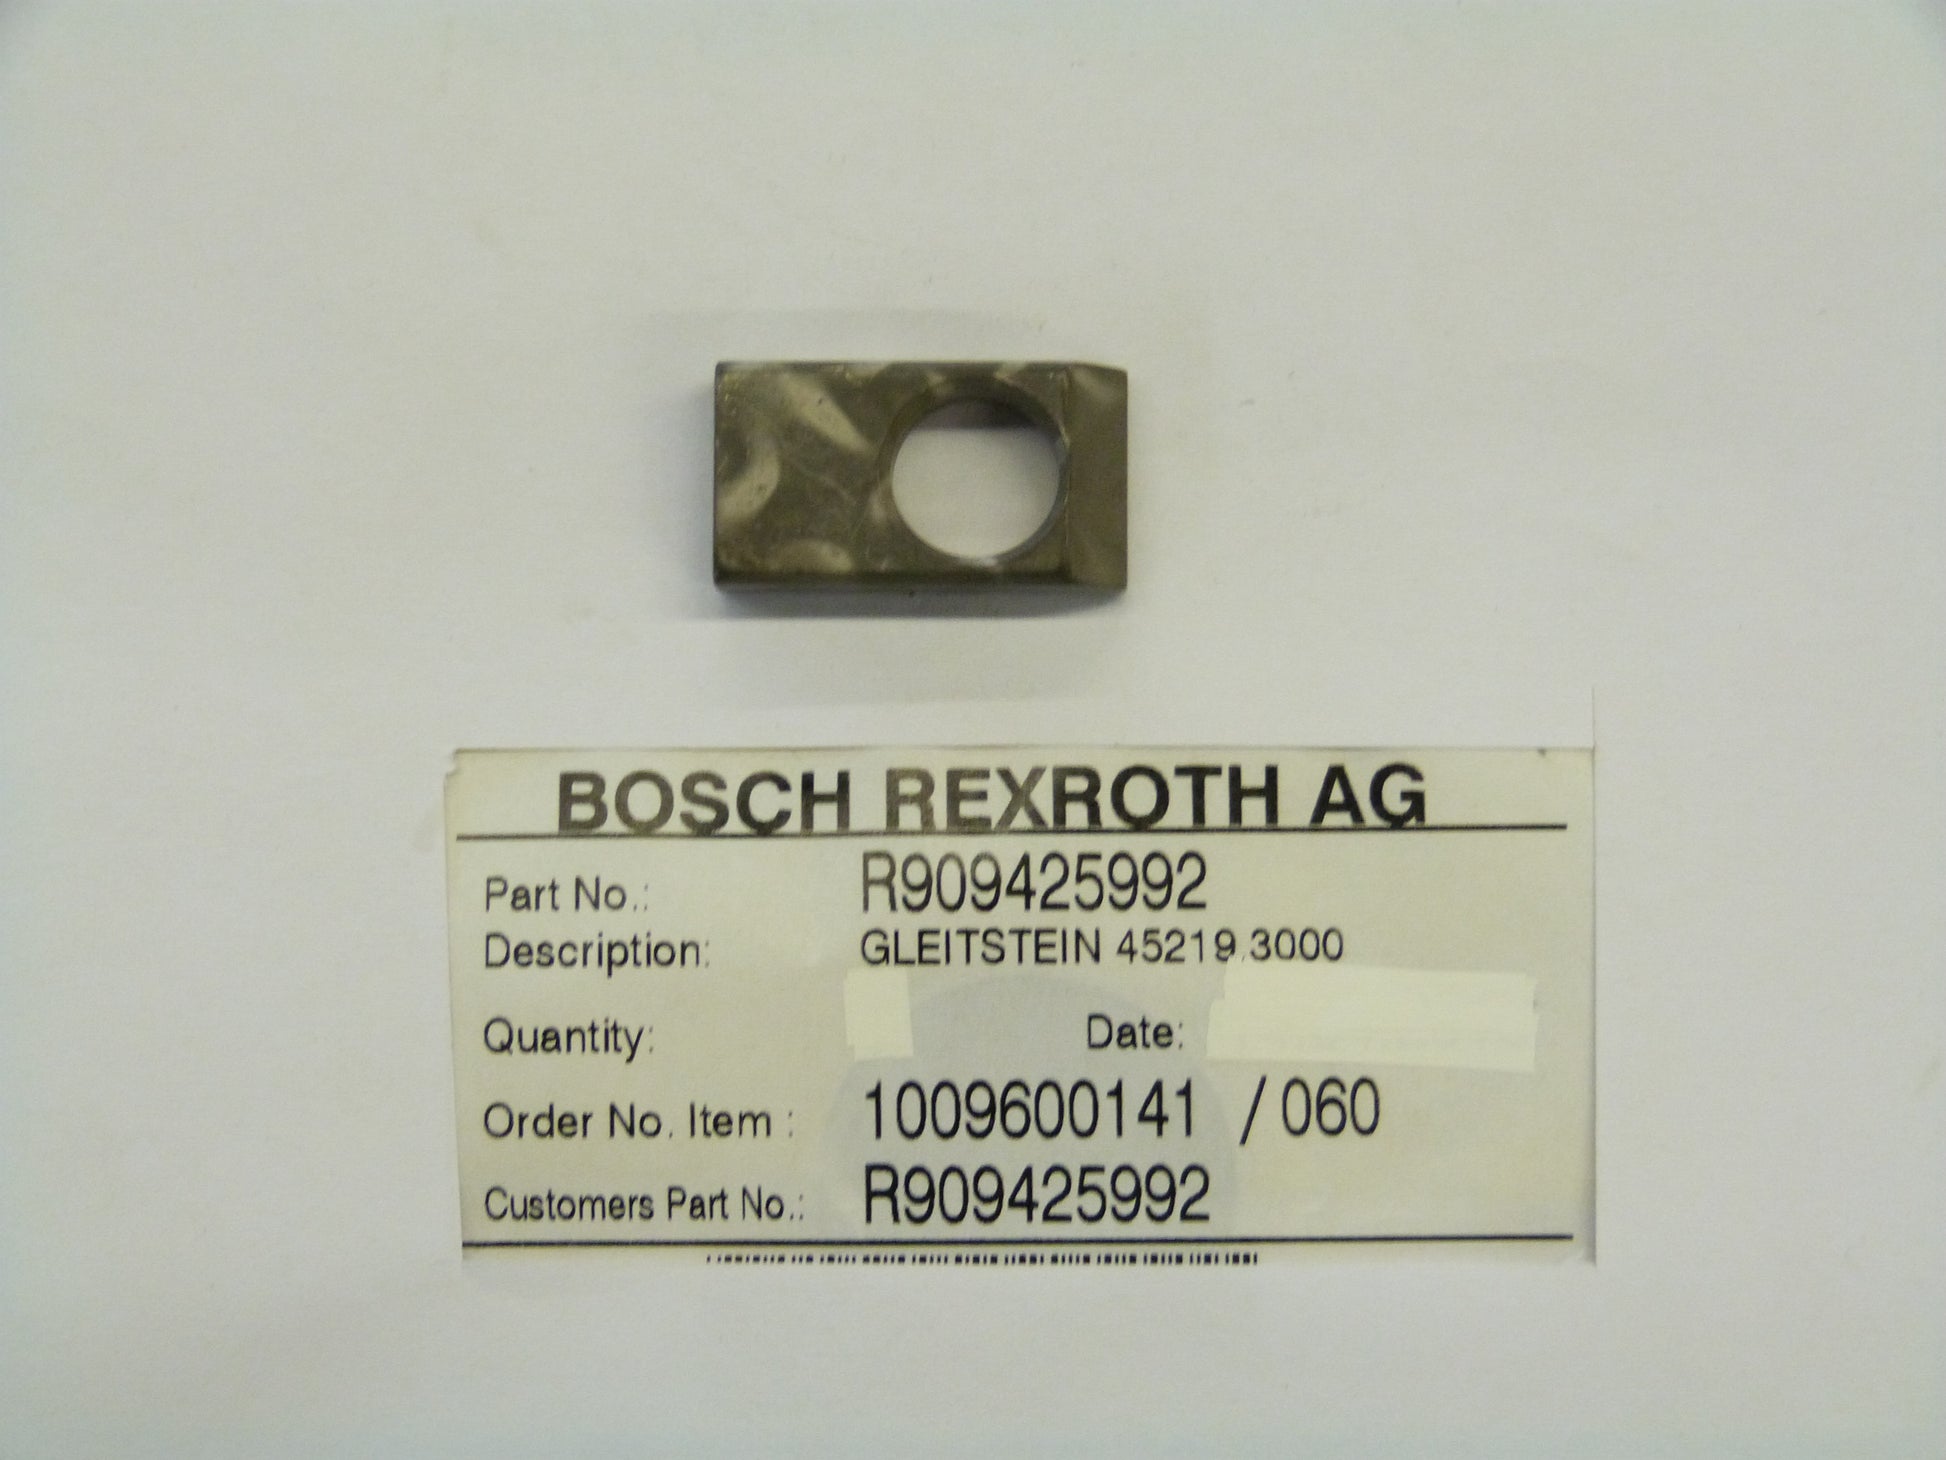 BOSCH REXROTH AG
Part No.: R909425992
Description: GLEITSTEIN 45219.3000
Quantity: Date:
Order No. Item : 1009600141 / 060
Customers Part No.: R909425992